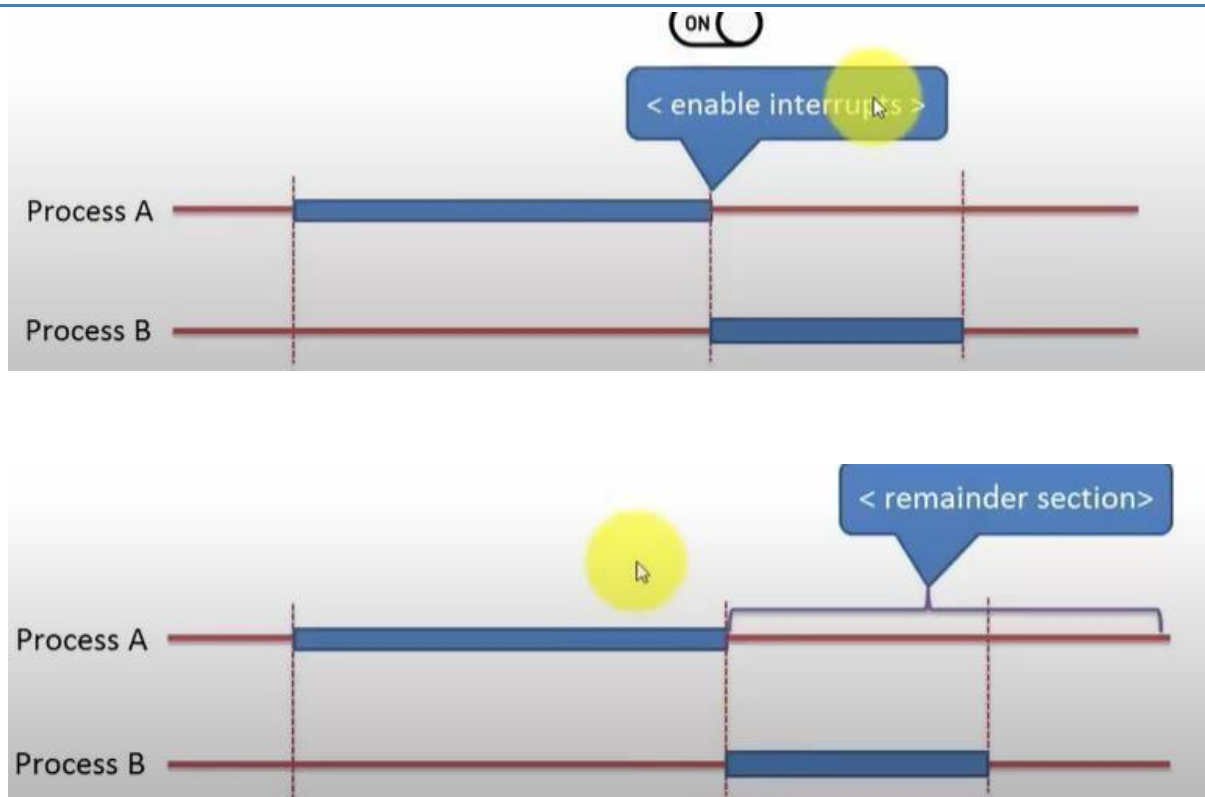 ON
< enable interrupts >
Process A
Process B
< remainder section>
Process A
Process B